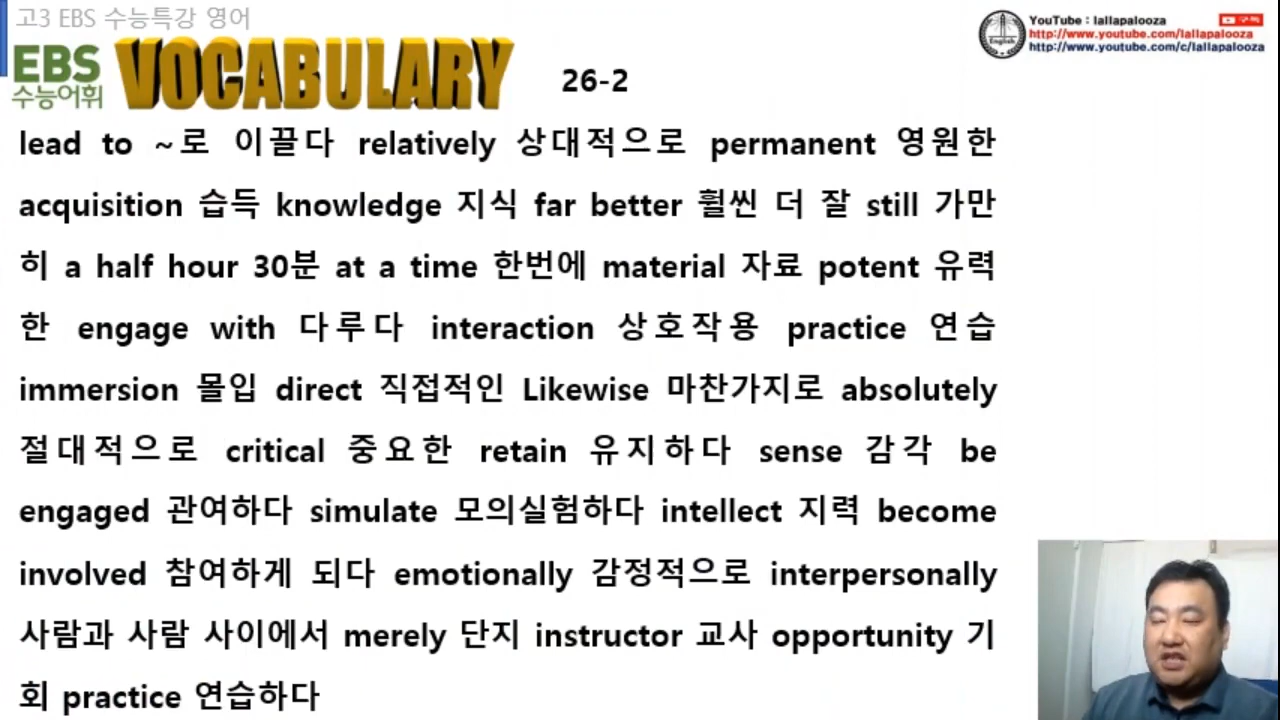 고3 EBS 수능특강 영어
YouTube : lallapalooza 구독
http://www.youtube.com/lallapalooza
http://www.youtube.com/c/lallapalooza
English
EBS
수능어휘
VOCABULARY
26-2
lead to ~로 이끌다 relatively 상대적으로 permanent 영원한
acquisition 습득 knowledge 지식 far better 훨씬 더 잘 still 가만
히 a half hour 30분 at a time 한번에 material 자료 potent 유력
한 engage with 다루다 interaction 상호작용 practice 연습
immersion 몰입 direct 직접적인 Likewise 마찬가지로 absolutely
절대적으로 critical 중요한 retain 유지하다 sense 감각 be
engaged 관여하다 simulate 모의실험하다 intellect 지력 become
involved 참여하게 되다 emotionally 감정적으로 interpersonally
사람과 사람 사이에서 merely 단지 instructor 교사 opportunity 기
회 practice 연습하다